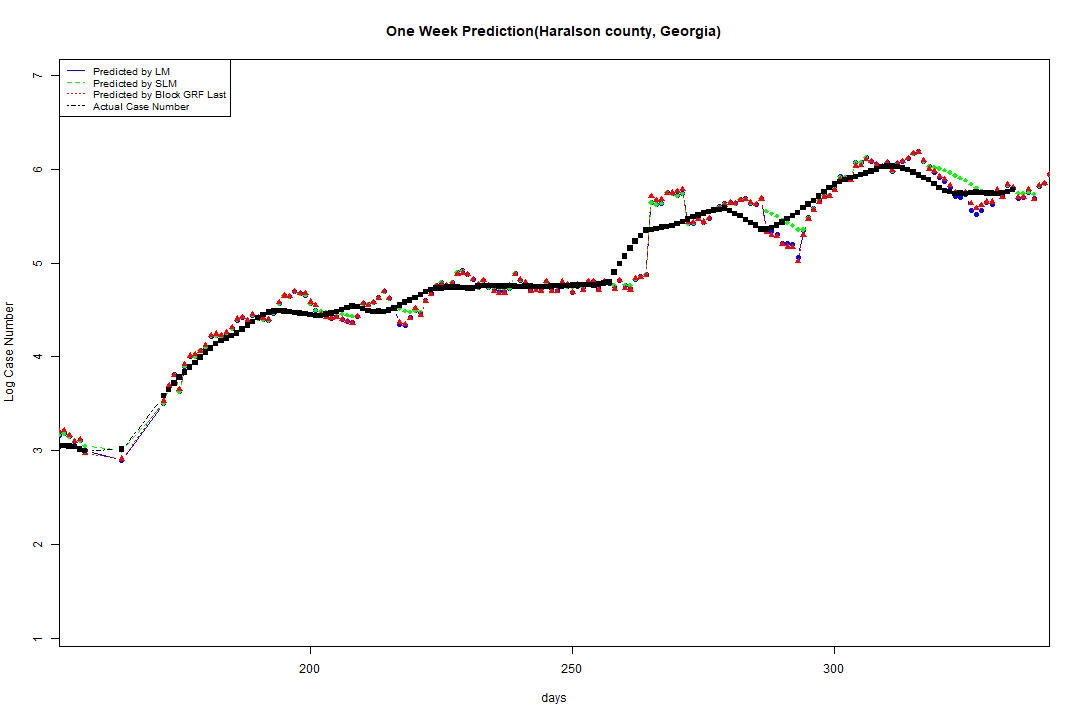 One Week Prediction(Haralson county, Georgia)
Predicted by LM
Predicted by SLM
Predicted by Block GRF Last
Actual Case Number
7
6
5
4
3
2
1
Log Case Number
200 250 300
days